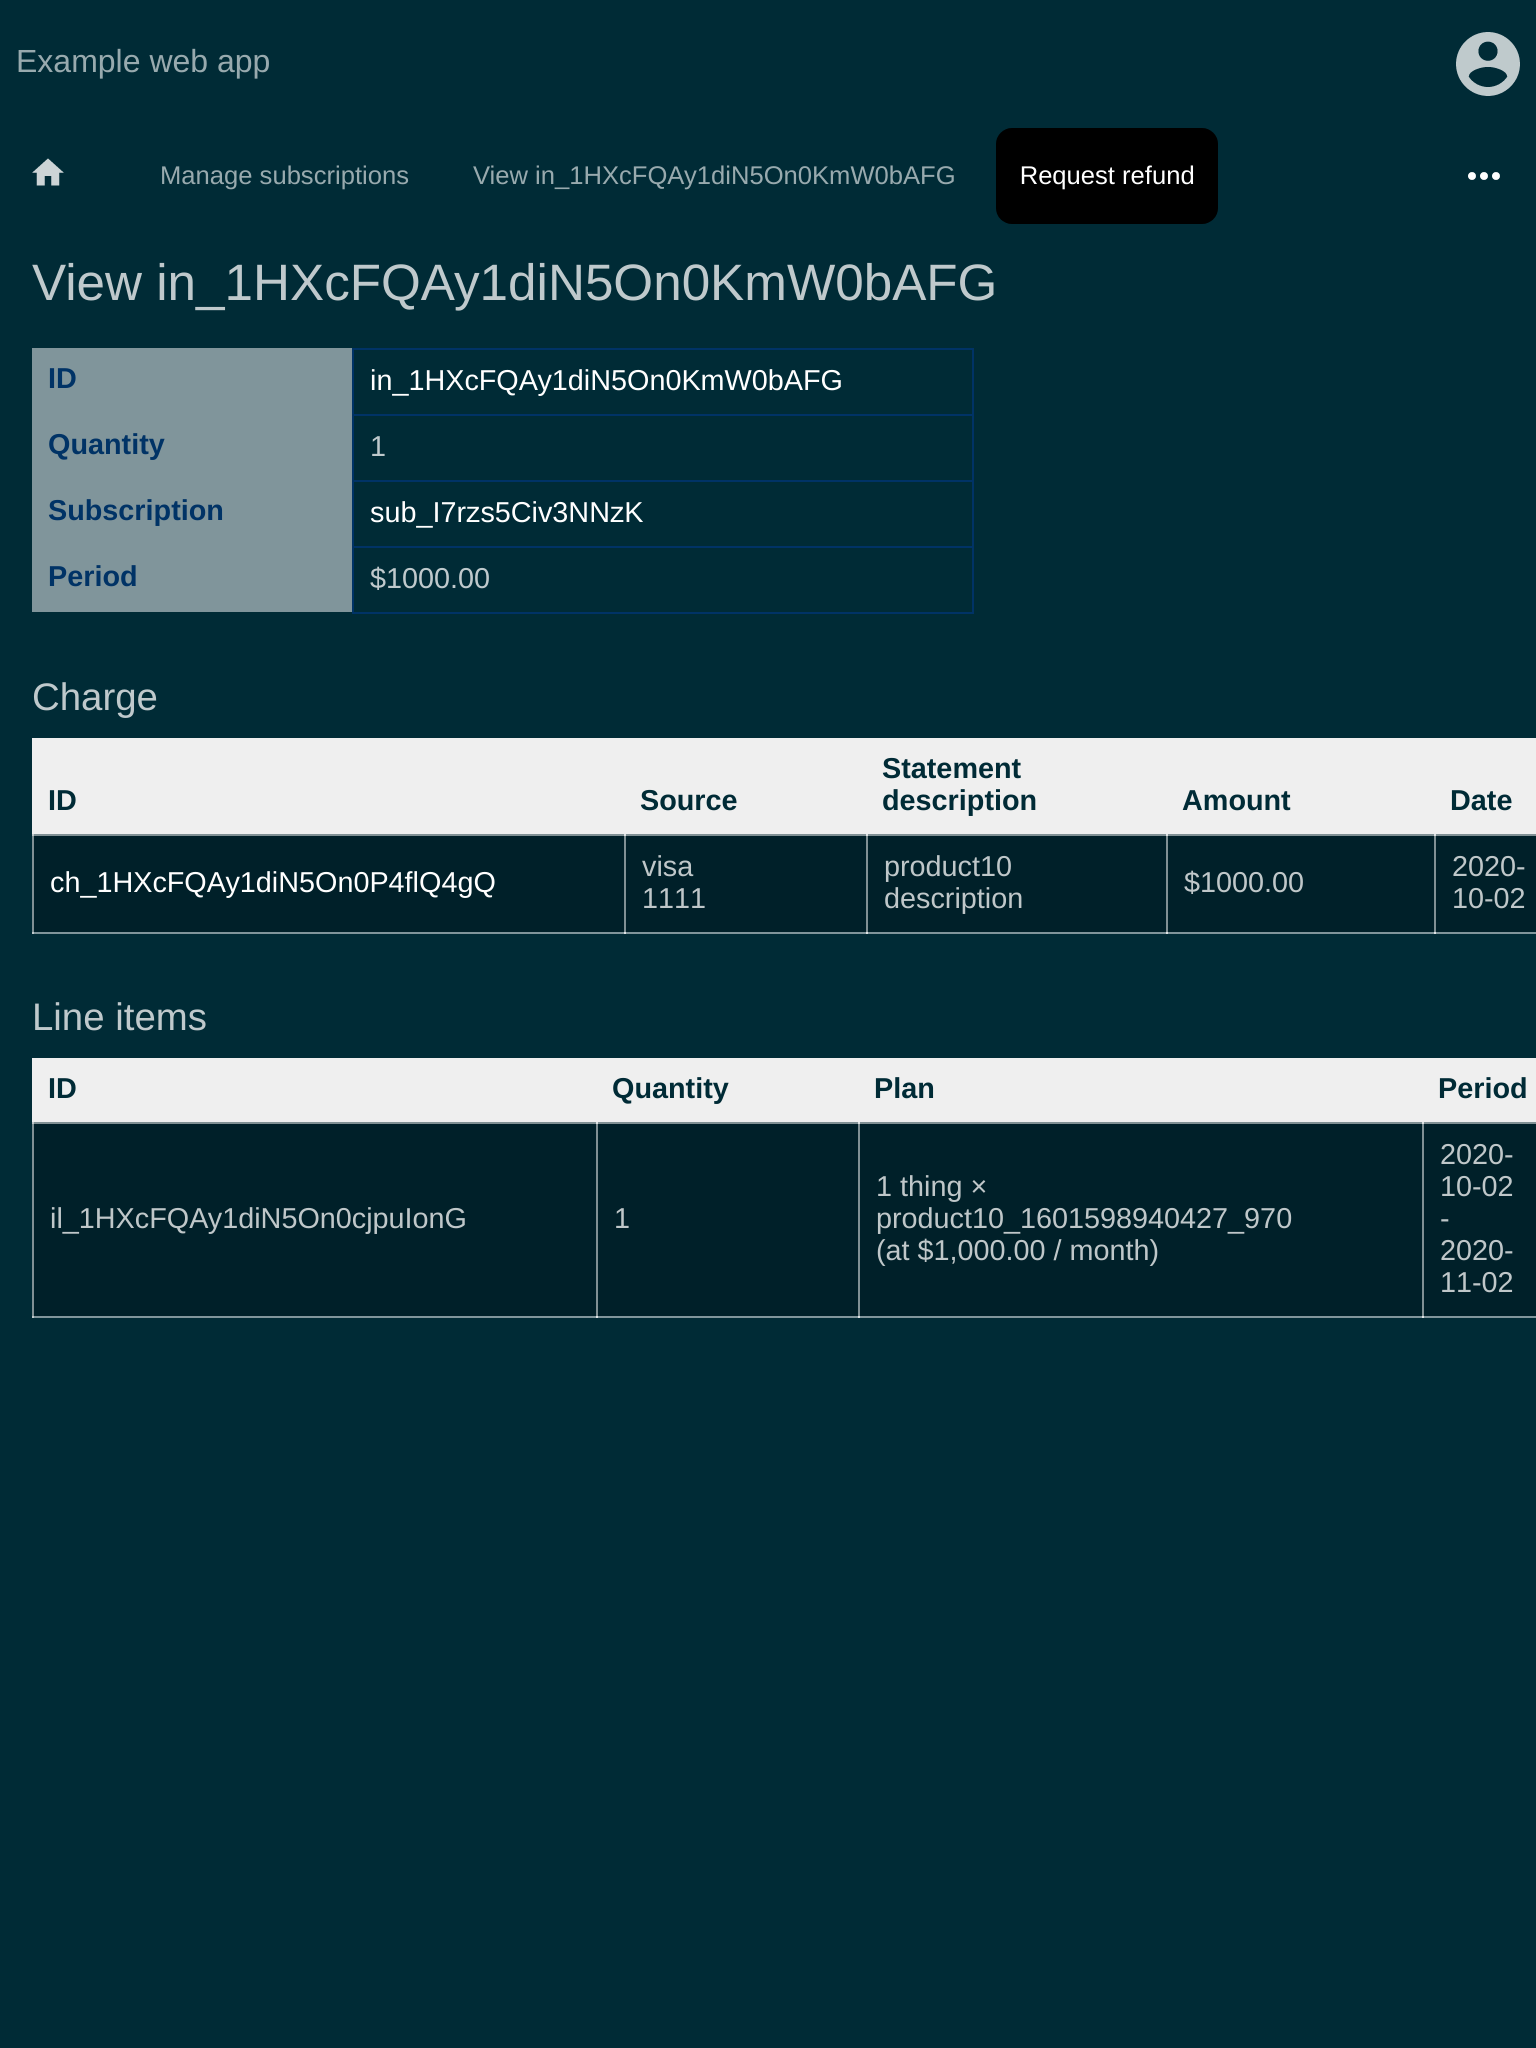 Example web app
Manage subscriptions View in_1HXcFQAy1diN5On0KmW0bAFG Request refund
View in_1HXcFQAy1diN5On0KmW0bAFG
ID in_1HXcFQAy1diN5On0KmW0bAFG
Quantity 1
Subscription sub_I7rzs5Civ3NNzK
Period $1000.00
Charge
Statement
ID Source description Amount Date
visa product10 2020-
ch_1HXcFQAy1diN5On0P4flQ4gQ $1000.00
1111 description 10-02
Line items
ID Quantity Plan Period
2020-
1 thing × 10-02
il_1HXcFQAy1diN5On0cjpuIonG 1 product10_1601598940427_970 -
(at $1,000.00 / month) 2020-
11-02